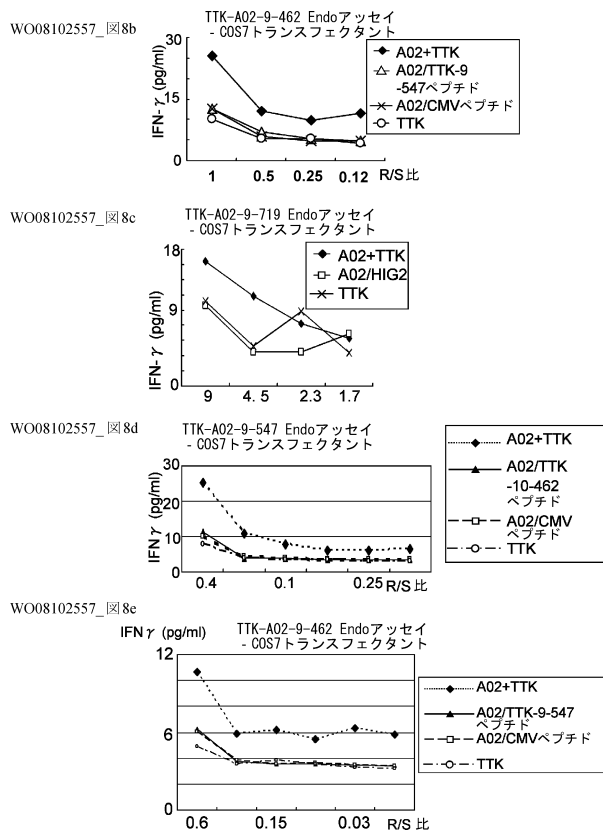 WO08102557_図8b
TTK-A02-9-462 Endoアッセイ
- COS7トランスフェクタント
IFN-γ (pg/ml)
30
15
0
1 0.5 0.25 0.12 R/S 比
A02+TTK
A02/TTK-9
-547ペプチド
A02/CMVペプチド
TTK
WO08102557_図8c
TTK-A02-9-719 Endoアッセイ
- COS7トランスフェクタント
IFN-γ (pg/ml)
18
9
0
9 4.5 2.3 1.7
A02+TTK
A02/HIG2
TTK
WO08102557_図8d
TTK-A02-9-547 Endoアッセイ
- COS7トランスフェクタント
IFNγ (pg/ml)
30
20
10
0
0.4 0.1 0.25
R/S 比
A02+TTK
A02/TTK
-10-462
ペプチド
A02/CMV
ペプチド
TTK
WO08102557_図8e
IFNγ (pg/ml)
TTK-A02-9-462 Endoアッセイ
- COS7トランスフェクタント
12
6
0
0.6 0.15 0.03 R/S 比
A02+TTK
A02/TTK-9-547
ペプチド
A02/CMVペプチド
TTK